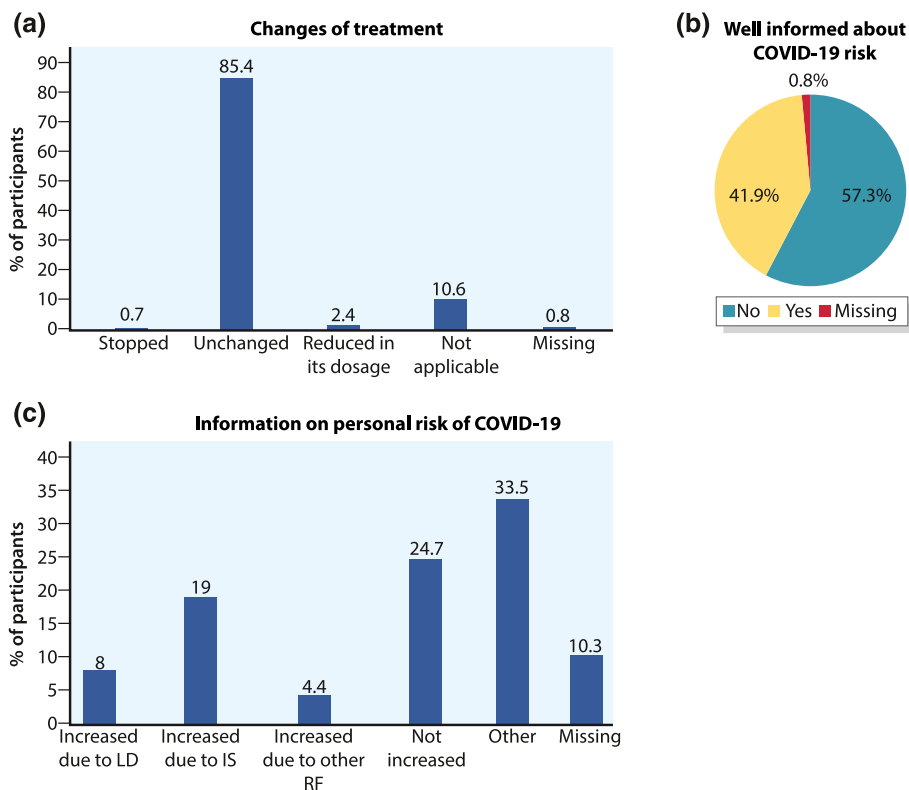 (a)
Changes of treatment
% of participants
90
80
70
60
50
40
30
20
10
0
0.7
85.4
2.4
10.6
0.8
Stopped
Unchanged
Reduced in
its dosage
Not
applicable
Missing
(b)
Well informed about
COVID-19 risk
0.8%
41.9%
57.3%
No Yes Missing
(c)
Information on personal risk of COVID-19
% of participants
40
35
30
25
20
15
10
5
0
8
19
4.4
24.7
33.5
10.3
Increased
due to LD
Increased
due to IS
Increased
due to other
RF
Not
increased
Other
Missing